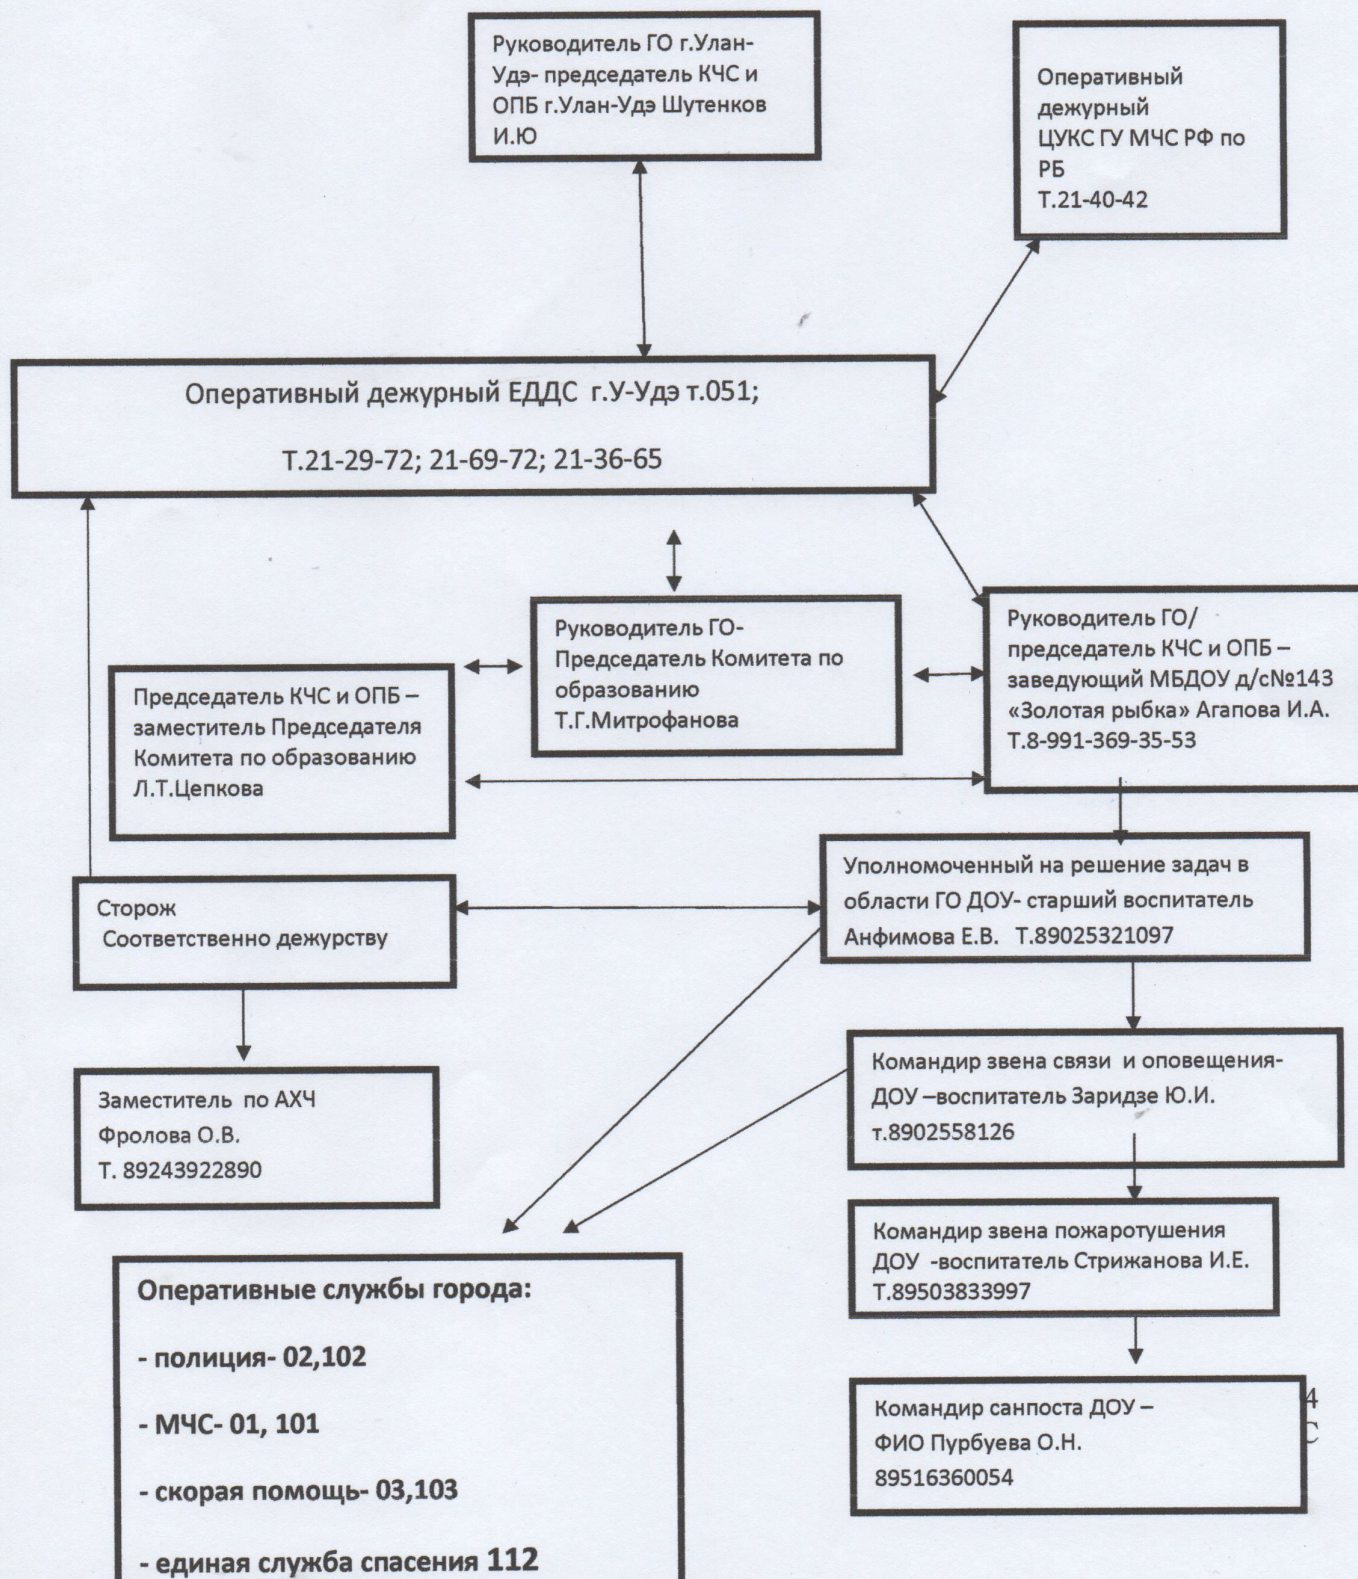 Руководитель ГО г.Улан-
Удэ- председатель КЧС и
ОПБ г.Улан-Удэ Шутенков
И.Ю
Оперативный
дежурный
ЦУКС ГУ МЧС РФ по
РБ
Т.21-40-42
Оперативный дежурный ЕДДС г.У-Удэ т.051;
Т.21-29-72; 21-69-72; 21-36-65
Руководитель ГО-
Председатель Комитета по
образованию
Т.Г.Митрофанова
Руководитель ГО/
председатель КЧС и ОПБ –
заведующий МБДОУ д/с№143
«Золотая рыбка» Агапова И.А.
Т.8-991-369-35-53
Председатель КЧС и ОПБ –
заместитель Председателя
Комитета по образованию
Л.Т.Цепкова
Сторож
Соответственно дежурству
Уполномоченный на решение задач в
области ГО ДОУ- старший воспитатель
Анфимова Е.В. Т.89025321097
Заместитель по АХЧ
Фролова О.В.
Т. 89243922890
Командир звена связи и оповещения-
ДОУ –воспитатель Заридзе Ю.И.
т.8902558126
Командир звена пожаротушения
ДОУ -воспитатель Стрижанова И.Е.
Т.89503833997
Командир санпоста ДОУ –
ФИО Пурбуева О.Н.
89516360054
4
С
Оперативные службы города:
- полиция- 02,102
- МЧС- 01, 101
- скорая помощь- 03,103
- единая служба спасения 112